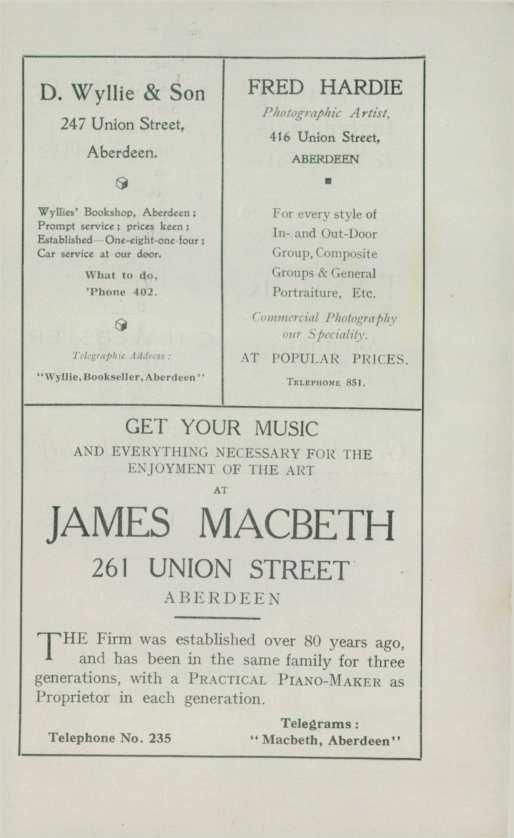 D. Wyllie & Son
247 Union Street,
Aberdeen.
Wyllies' Bookshop, Aberdeen;
Prompt service; prices keen;
Established—One-eight-one-four;
Car service at our door.
What to do,
'Phone 402.
Telegraphic Address:
"Wyllie, Bookseller, Aberdeen"
FRED HARDIE
Photographic Artist,
416 Union Street,
ABERDEEN
For every style of
In- and Out-Door
Group, Composite
Groups & General
Portraiture, Etc.
Commercial Photography
our Speciality.
AT POPULAR PRICES.
TELEPHONE 851.
GET YOUR MUSIC
AND EVERYTHING NECESSARY FOR THE
ENJOYMENT OF THE ART
AT
JAMES MACBETH
261 UNION STREET
ABERDEEN
THE Firm was established over 80 years ago,
and has been in the same family for three
generations, with a PRACTICAL PIANO-MAKER as
Proprietor in each generation.
Telephone No. 235
Telegrams:
"Macbeth, Aberdeen"